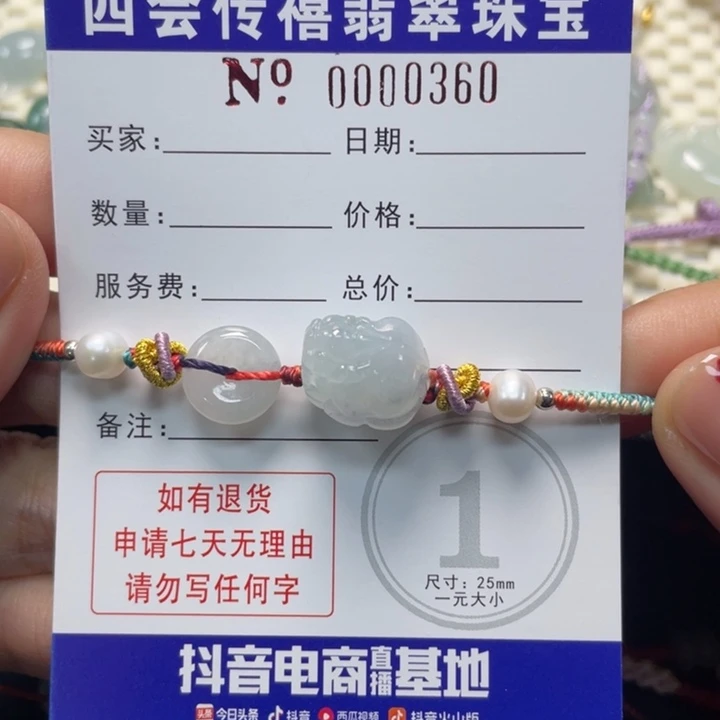 四会传禧翡翠珠宝
Nº 0000360
买家: 日期:
数量: 价格:
服务费: 总价:
备注:
如有退货
申请七天无理由
请勿写任何字
1
尺寸: 25mm
一元大小
抖音电商直播基地
头条 今日头条 抖音 西瓜视频 抖音火山版